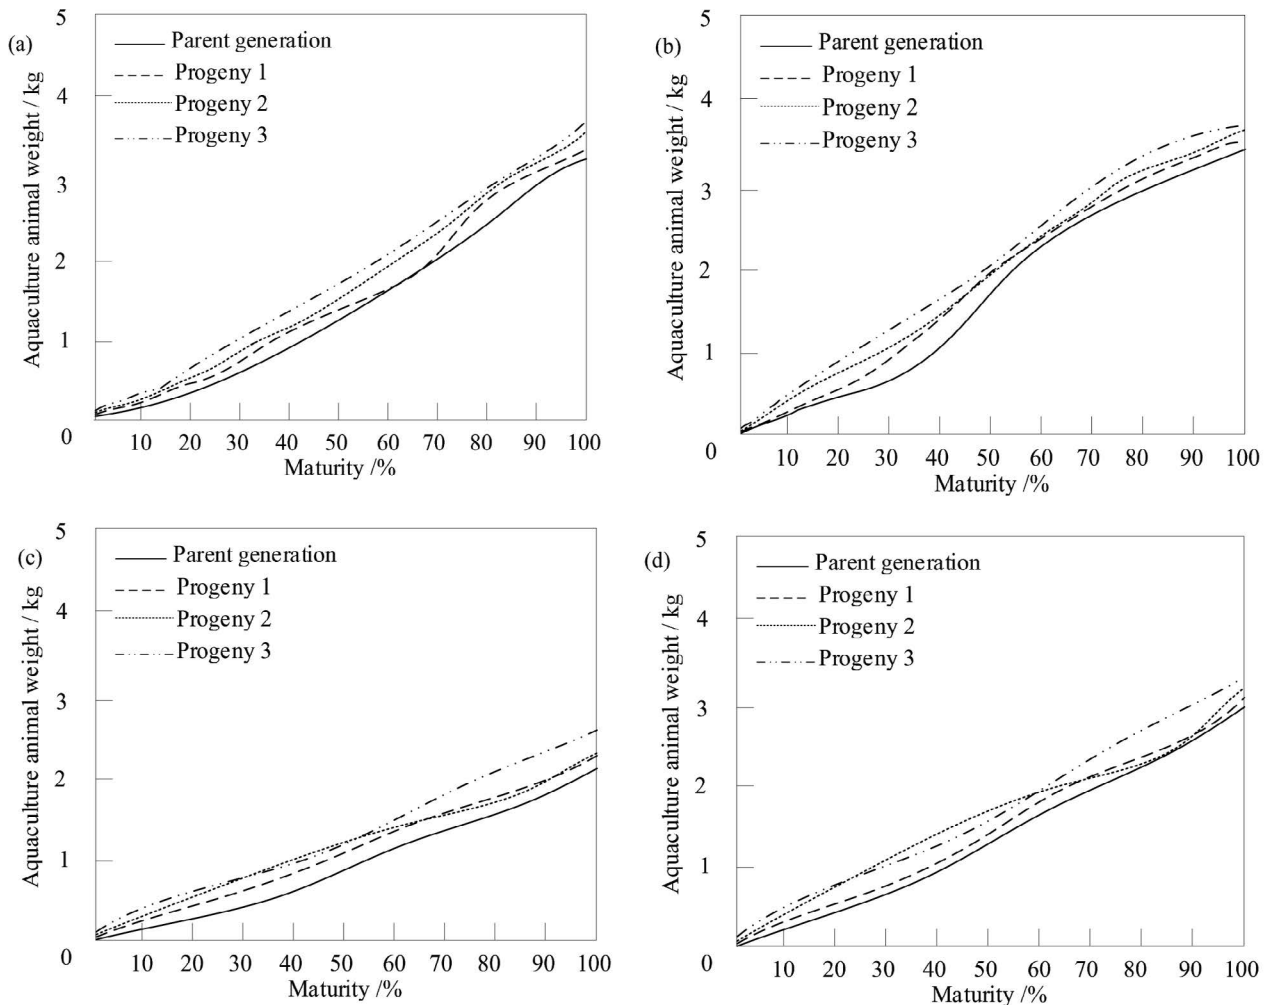 (a)
Aquaculture animal weight / kg
5
4
3
2
1
0
Parent generation
Progeny 1
Progeny 2
Progeny 3
10 20 30 40 50 60 70 80 90 100
Maturity /%
(b)
Aquaculture animal weight / kg
5
4
3
2
1
0
Parent generation
Progeny 1
Progeny 2
Progeny 3
10 20 30 40 50 60 70 80 90 100
Maturity /%
(c)
Aquaculture animal weight / kg
5
4
3
2
1
0
Parent generation
Progeny 1
Progeny 2
Progeny 3
10 20 30 40 50 60 70 80 90 100
Maturity /%
(d)
Aquaculture animal weight / kg
5
4
3
2
1
0
Parent generation
Progeny 1
Progeny 2
Progeny 3
10 20 30 40 50 60 70 80 90 100
Maturity /%